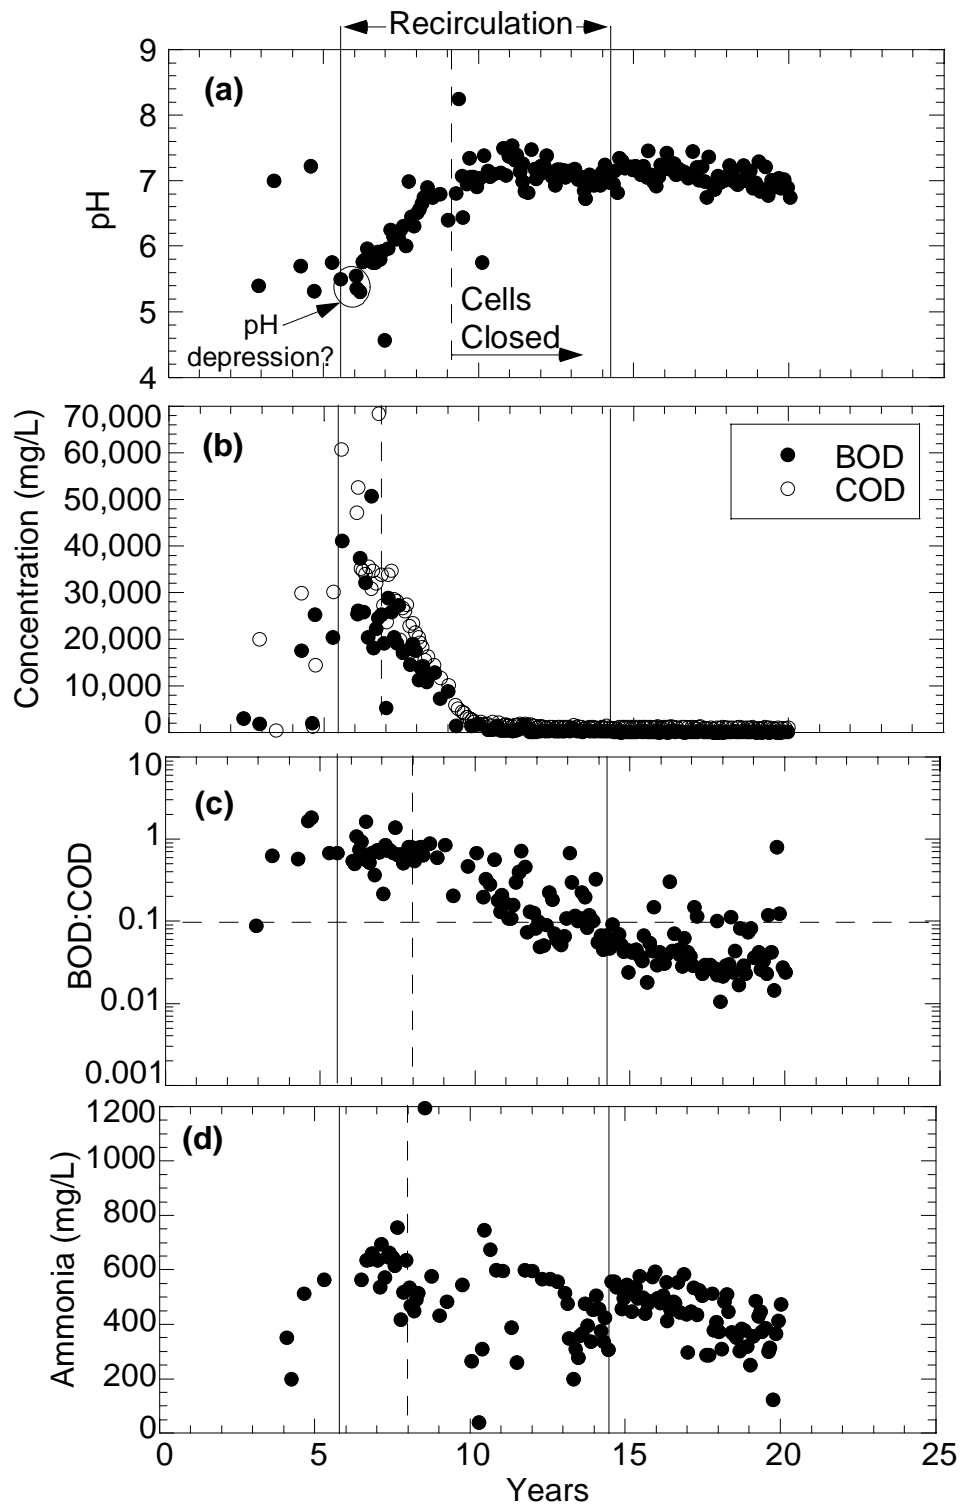 Recirculation
9
(a)
8
7
pH
6
5
4
pH
depression?
Cells
Closed
70,000
(b)
60,000
50,000
40,000
30,000
20,000
10,000
0
Concentration (mg/L)
BOD
COD
10
(c)
1
0.1
0.01
0.001
BOD:COD
1200
(d)
1000
800
600
400
200
0
Ammonia (mg/L)
0 5 10 15 20 25
Years